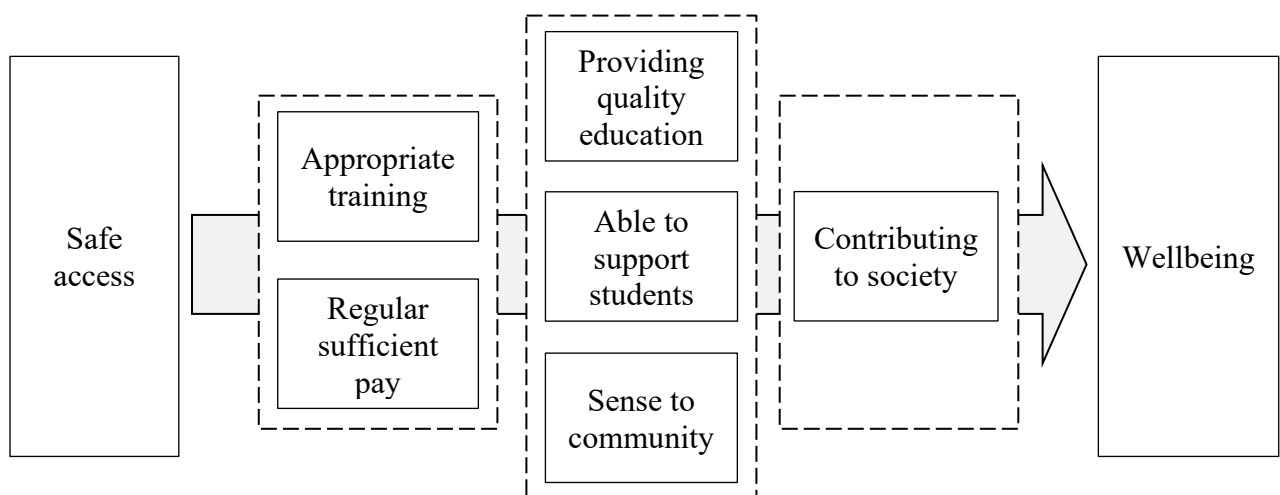 Safe
access
Appropriate
training
Regular
sufficient
pay
Providing
quality
education
Able to
support
students
Sense to
community
Contributing
to society
Wellbeing